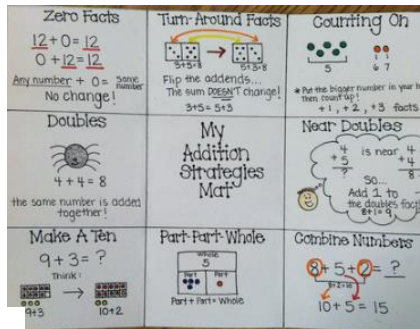 Zero Facts
12 + 0 = 12
0 + 12 = 12
Any number + 0 = Same number
No change!
Turn-Around Facts
5+3=8
5+3=8
Flip the addends...
The sum DOESN'T change!
3+5 = 5+3
Counting On
5
6 7
* Put the bigger number in your h
Then count up!
+1, +2, +3 facts
Doubles
4 + 4 = 8
the same number is added
together!
My
Addition
Strategies
Mat
Near Doubles
4
+ 5
?
is near
4
+ 4
8
So...
Add 1 to
the doubles fact
8+1=9
Make A Ten
9 + 3 = ?
Think:
9+3
10+2
Part-Part-Whole
Whole
5
Part
Part
Part + Part = Whole
Combine Numbers
8 + 5 + 2 = ?
8+2=10
10 + 5 = 15